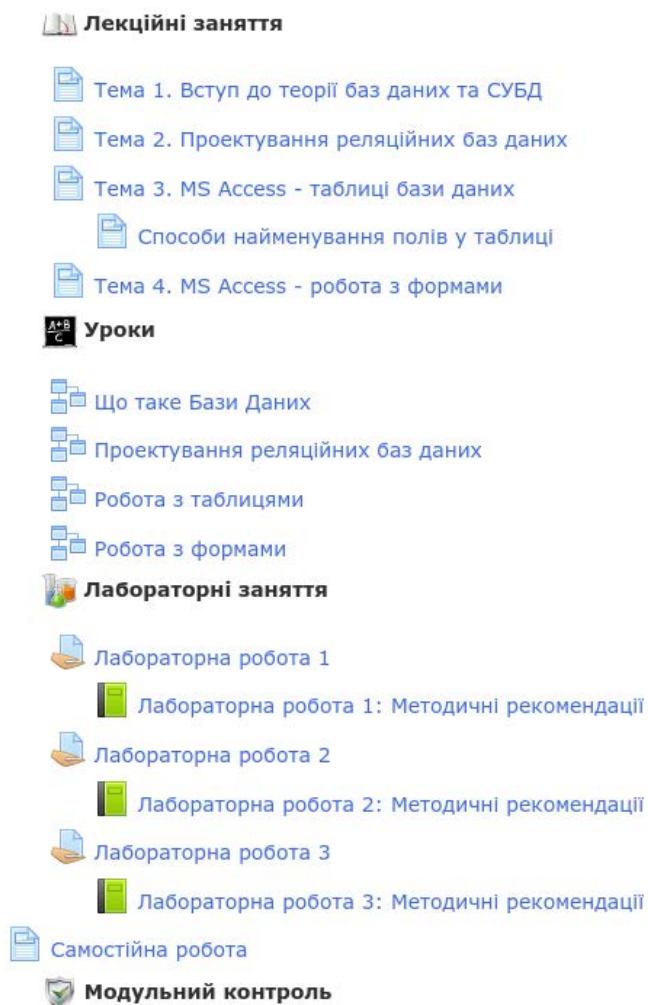 Лекційні заняття
Тема 1. Вступ до теорії баз даних та СУБД
Тема 2. Проектування реляційних баз даних
Тема 3. MS Access - таблиці бази даних
Способи найменування полів у таблиці
Тема 4. MS Access - робота з формами
A+B
C
Уроки
Що таке Бази Даних
Проектування реляційних баз даних
Робота з таблицями
Робота з формами
Лабораторні заняття
Лабораторна робота 1
Лабораторна робота 1: Методичні рекомендації
Лабораторна робота 2
Лабораторна робота 2: Методичні рекомендації
Лабораторна робота 3
Лабораторна робота 3: Методичні рекомендації
Самостійна робота
Модульний контроль